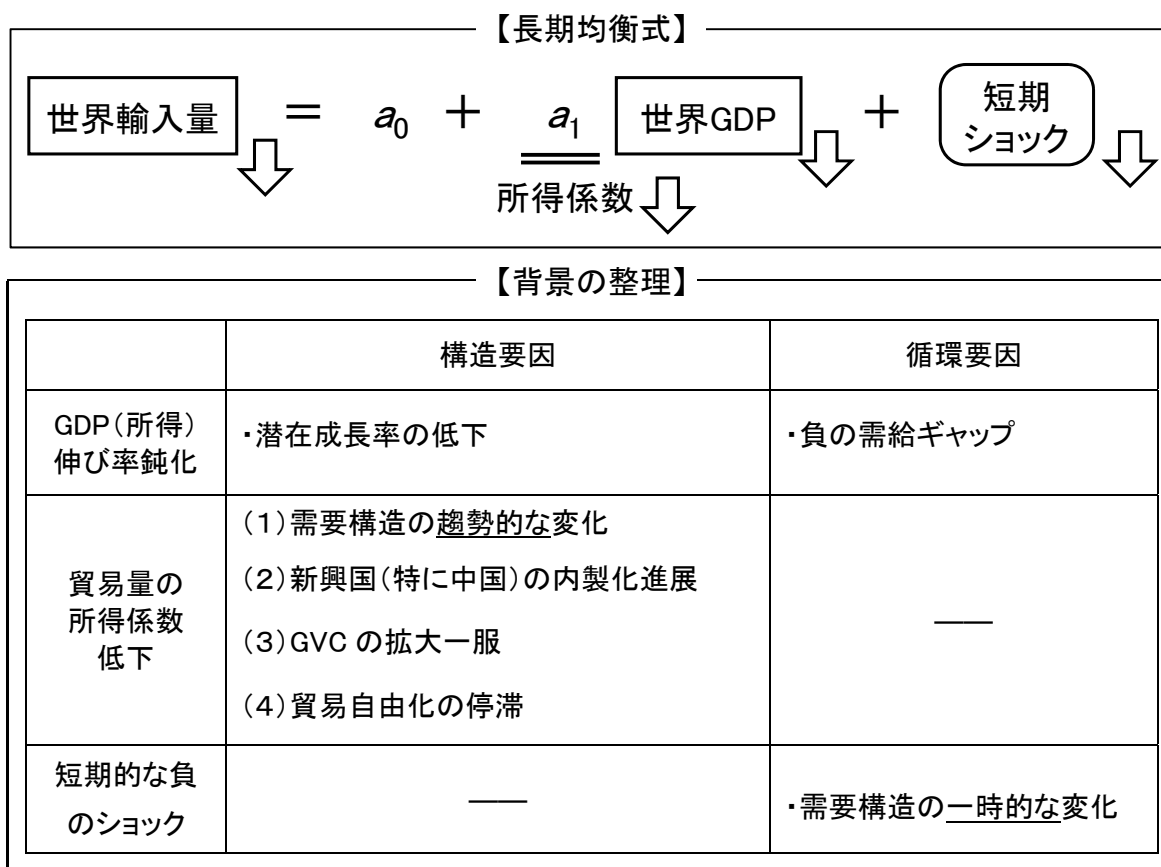 【長期均衡式】
世界輸入量 = a0 + a1 世界GDP + 短期
ショック
所得係数
【背景の整理】
構造要因 循環要因
GDP(所得)
伸び率鈍化
・潜在成長率の低下
・負の需給ギャップ
貿易量の
所得係数
低下
(1)需要構造の趨勢的な変化
(2)新興国(特に中国)の内製化進展
(3)GVC の拡大一服
(4)貿易自由化の停滞
——
短期的な負
のショック
——
・需要構造の一時的な変化